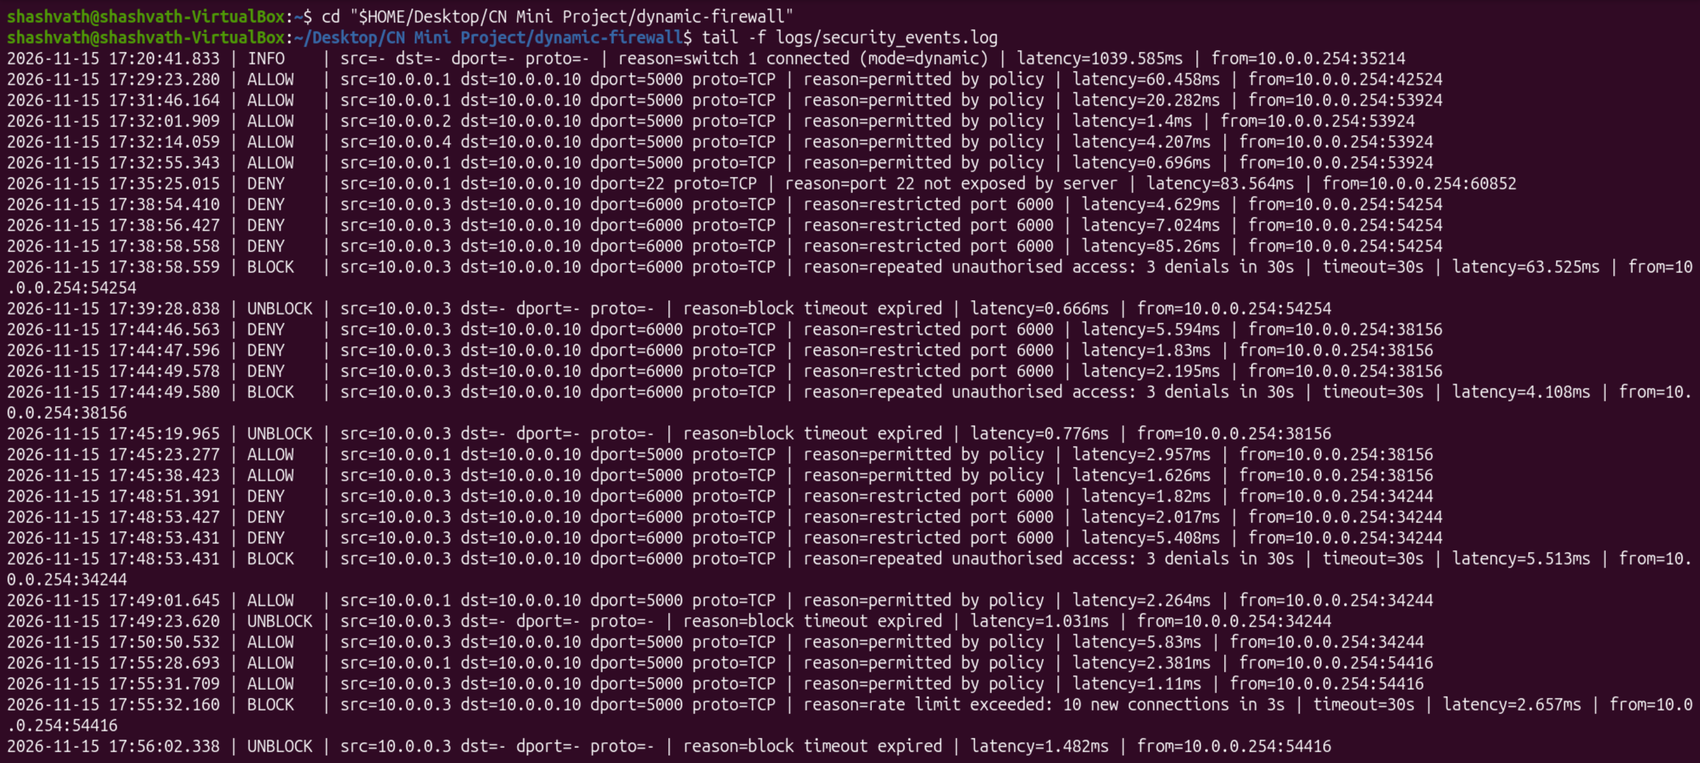 shashvath@shashvath-VirtualBox:~$ cd "$HOME/Desktop/CN Mini Project/dynamic-firewall"
shashvath@shashvath-VirtualBox:~/Desktop/CN Mini Project/dynamic-firewall$ tail -f logs/security_events.log
2026-11-15 17:20:41.833 | INFO    | src=- dst=- dport=- proto=- | reason=switch 1 connected (mode=dynamic) | latency=1039.585ms | from=10.0.0.254:35214
2026-11-15 17:29:23.280 | ALLOW   | src=10.0.0.1 dst=10.0.0.10 dport=5000 proto=TCP | reason=permitted by policy | latency=60.458ms | from=10.0.0.254:42524
2026-11-15 17:31:46.164 | ALLOW   | src=10.0.0.1 dst=10.0.0.10 dport=5000 proto=TCP | reason=permitted by policy | latency=20.282ms | from=10.0.0.254:53924
2026-11-15 17:32:01.909 | ALLOW   | src=10.0.0.2 dst=10.0.0.10 dport=5000 proto=TCP | reason=permitted by policy | latency=1.4ms | from=10.0.0.254:53924
2026-11-15 17:32:14.059 | ALLOW   | src=10.0.0.4 dst=10.0.0.10 dport=5000 proto=TCP | reason=permitted by policy | latency=4.207ms | from=10.0.0.254:53924
2026-11-15 17:32:55.343 | ALLOW   | src=10.0.0.1 dst=10.0.0.10 dport=5000 proto=TCP | reason=permitted by policy | latency=0.696ms | from=10.0.0.254:53924
2026-11-15 17:35:25.015 | DENY    | src=10.0.0.1 dst=10.0.0.10 dport=22 proto=TCP | reason=port 22 not exposed by server | latency=83.564ms | from=10.0.0.254:60852
2026-11-15 17:38:54.410 | DENY    | src=10.0.0.3 dst=10.0.0.10 dport=6000 proto=TCP | reason=restricted port 6000 | latency=4.629ms | from=10.0.0.254:54254
2026-11-15 17:38:56.427 | DENY    | src=10.0.0.3 dst=10.0.0.10 dport=6000 proto=TCP | reason=restricted port 6000 | latency=7.024ms | from=10.0.0.254:54254
2026-11-15 17:38:58.558 | DENY    | src=10.0.0.3 dst=10.0.0.10 dport=6000 proto=TCP | reason=restricted port 6000 | latency=85.26ms | from=10.0.0.254:54254
2026-11-15 17:38:58.559 | BLOCK   | src=10.0.0.3 dst=10.0.0.10 dport=6000 proto=TCP | reason=repeated unauthorised access: 3 denials in 30s | timeout=30s | latency=63.525ms | from=10
.0.0.254:54254
2026-11-15 17:39:28.838 | UNBLOCK | src=10.0.0.3 dst=- dport=- proto=- | reason=block timeout expired | latency=0.666ms | from=10.0.0.254:54254
2026-11-15 17:44:46.563 | DENY    | src=10.0.0.3 dst=10.0.0.10 dport=6000 proto=TCP | reason=restricted port 6000 | latency=5.594ms | from=10.0.0.254:38156
2026-11-15 17:44:47.596 | DENY    | src=10.0.0.3 dst=10.0.0.10 dport=6000 proto=TCP | reason=restricted port 6000 | latency=1.83ms | from=10.0.0.254:38156
2026-11-15 17:44:49.578 | DENY    | src=10.0.0.3 dst=10.0.0.10 dport=6000 proto=TCP | reason=restricted port 6000 | latency=2.195ms | from=10.0.0.254:38156
2026-11-15 17:44:49.580 | BLOCK   | src=10.0.0.3 dst=10.0.0.10 dport=6000 proto=TCP | reason=repeated unauthorised access: 3 denials in 30s | timeout=30s | latency=4.108ms | from=10.
0.0.254:38156
2026-11-15 17:45:19.965 | UNBLOCK | src=10.0.0.3 dst=- dport=- proto=- | reason=block timeout expired | latency=0.776ms | from=10.0.0.254:38156
2026-11-15 17:45:23.277 | ALLOW   | src=10.0.0.1 dst=10.0.0.10 dport=5000 proto=TCP | reason=permitted by policy | latency=2.957ms | from=10.0.0.254:38156
2026-11-15 17:45:38.423 | ALLOW   | src=10.0.0.3 dst=10.0.0.10 dport=5000 proto=TCP | reason=permitted by policy | latency=1.626ms | from=10.0.0.254:38156
2026-11-15 17:48:51.391 | DENY    | src=10.0.0.3 dst=10.0.0.10 dport=6000 proto=TCP | reason=restricted port 6000 | latency=1.82ms | from=10.0.0.254:34244
2026-11-15 17:48:53.427 | DENY    | src=10.0.0.3 dst=10.0.0.10 dport=6000 proto=TCP | reason=restricted port 6000 | latency=2.017ms | from=10.0.0.254:34244
2026-11-15 17:48:53.431 | DENY    | src=10.0.0.3 dst=10.0.0.10 dport=6000 proto=TCP | reason=restricted port 6000 | latency=5.408ms | from=10.0.0.254:34244
2026-11-15 17:48:53.431 | BLOCK   | src=10.0.0.3 dst=10.0.0.10 dport=6000 proto=TCP | reason=repeated unauthorised access: 3 denials in 30s | timeout=30s | latency=5.513ms | from=10.
0.0.254:34244
2026-11-15 17:49:01.645 | ALLOW   | src=10.0.0.1 dst=10.0.0.10 dport=5000 proto=TCP | reason=permitted by policy | latency=2.264ms | from=10.0.0.254:34244
2026-11-15 17:49:23.620 | UNBLOCK | src=10.0.0.3 dst=- dport=- proto=- | reason=block timeout expired | latency=1.031ms | from=10.0.0.254:34244
2026-11-15 17:50:50.532 | ALLOW   | src=10.0.0.3 dst=10.0.0.10 dport=5000 proto=TCP | reason=permitted by policy | latency=5.83ms | from=10.0.0.254:34244
2026-11-15 17:55:28.693 | ALLOW   | src=10.0.0.1 dst=10.0.0.10 dport=5000 proto=TCP | reason=permitted by policy | latency=2.381ms | from=10.0.0.254:54416
2026-11-15 17:55:31.709 | ALLOW   | src=10.0.0.3 dst=10.0.0.10 dport=5000 proto=TCP | reason=permitted by policy | latency=1.11ms | from=10.0.0.254:54416
2026-11-15 17:55:32.160 | BLOCK   | src=10.0.0.3 dst=10.0.0.10 dport=5000 proto=TCP | reason=rate limit exceeded: 10 new connections in 3s | timeout=30s | latency=2.657ms | from=10.0
.0.254:54416
2026-11-15 17:56:02.338 | UNBLOCK | src=10.0.0.3 dst=- dport=- proto=- | reason=block timeout expired | latency=1.482ms | from=10.0.0.254:54416